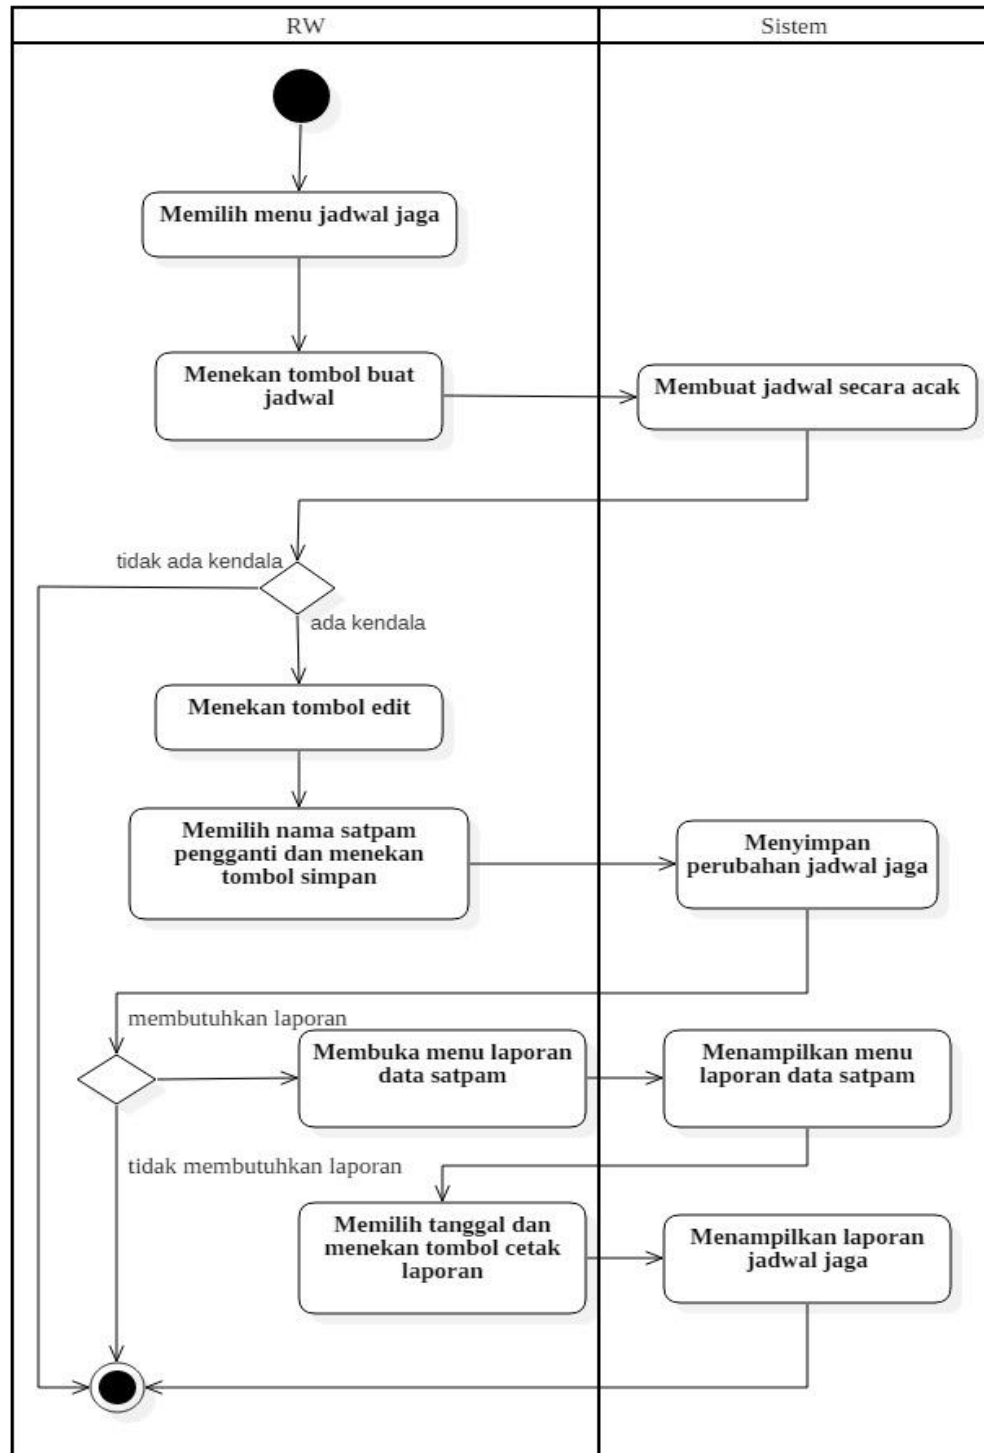 RW
Sistem
Memilih menu jadwal jaga
Menekan tombol buat
jadwal
Membuat jadwal secara acak
tidak ada kendala
ada kendala
Menekan tombol edit
Memilih nama satpam
pengganti dan menekan
tombol simpan
Menyimpan
perubahan jadwal jaga
membutuhkan laporan
Membuka menu laporan
data satpam
Menampilkan menu
laporan data satpam
tidak membutuhkan laporan
Memilih tanggal dan
menekan tombol cetak
laporan
Menampilkan laporan
jadwal jaga